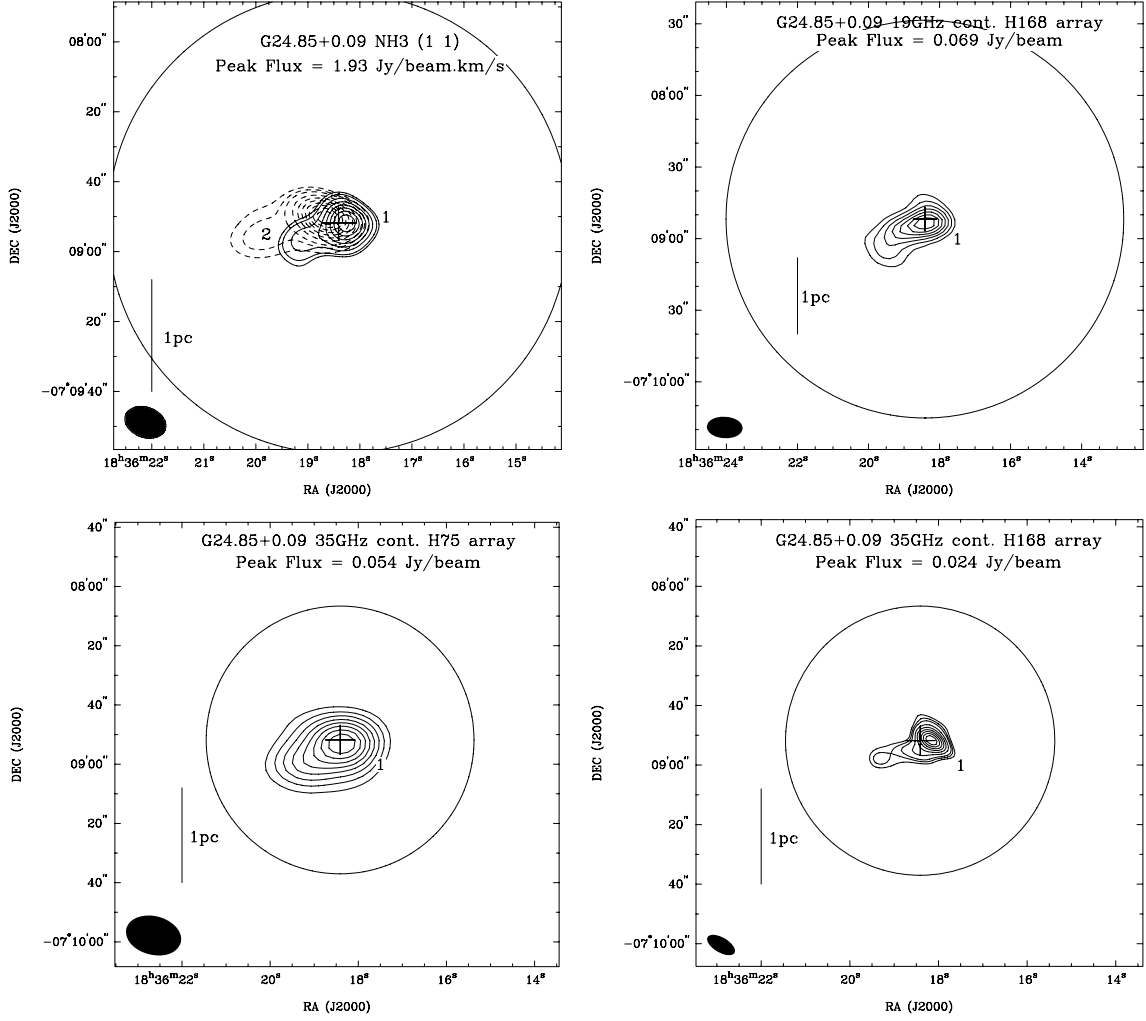 G24.85+0.09 NH3 (1 1)
Peak Flux = 1.93 Jy/beam.km/s
08'00"
20"
40"
09'00"
20"
-07°09'40"
DEC (J2000)
1
2
1pc
18h36m22s 21s 20s 19s 18s 17s 16s 15s
RA (J2000)
G24.85+0.09 19GHz cont. H168 array
Peak Flux = 0.069 Jy/beam
30"
08'00"
30"
09'00"
30"
-07°10'00"
DEC (J2000)
1
1pc
18h36m24s 22s 20s 18s 16s 14s
RA (J2000)
G24.85+0.09 35GHz cont. H75 array
Peak Flux = 0.054 Jy/beam
40"
08'00"
20"
40"
09'00"
20"
40"
-07°10'00"
DEC (J2000)
1
1pc
18h36m22s 20s 18s 16s 14s
RA (J2000)
G24.85+0.09 35GHz cont. H168 array
Peak Flux = 0.024 Jy/beam
40"
08'00"
20"
40"
09'00"
20"
40"
-07°10'00"
DEC (J2000)
1
1pc
18h36m22s 20s 18s 16s 14s
RA (J2000)